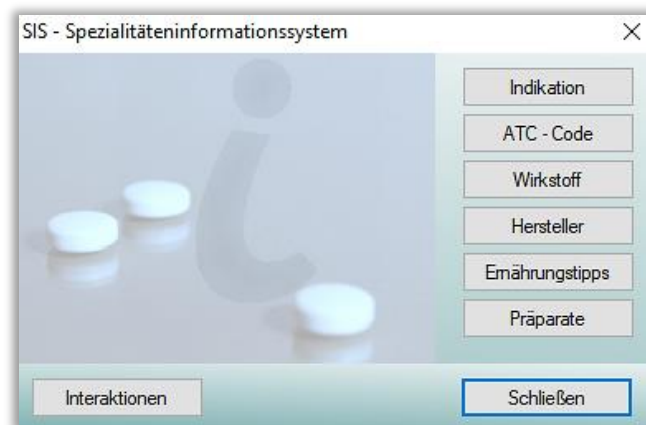 SIS - Spezialitäteninformationssystem
Indikation
ATC - Code
Wirkstoff
Hersteller
Ernährungstipps
Präparate
Interaktionen
Schließen